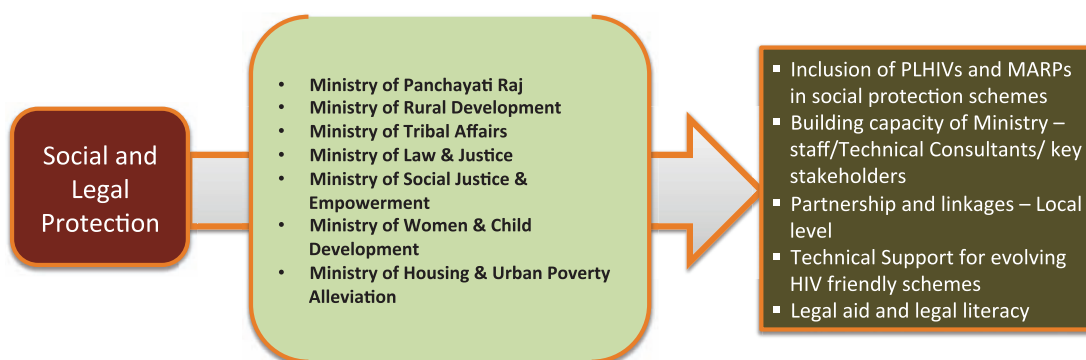 Social and
Legal
Protection
• Ministry of Panchayati Raj
• Ministry of Rural Development
• Ministry of Tribal Affairs
• Ministry of Law & Justice
• Ministry of Social Justice &
Empowerment
• Ministry of Women & Child
Development
• Ministry of Housing & Urban Poverty
Alleviation
▪ Inclusion of PLHIVs and MARPs
in social protection schemes
▪ Building capacity of Ministry –
staff/Technical Consultants/ key
stakeholders
▪ Partnership and linkages – Local
level
▪ Technical Support for evolving
HIV friendly schemes
▪ Legal aid and legal literacy